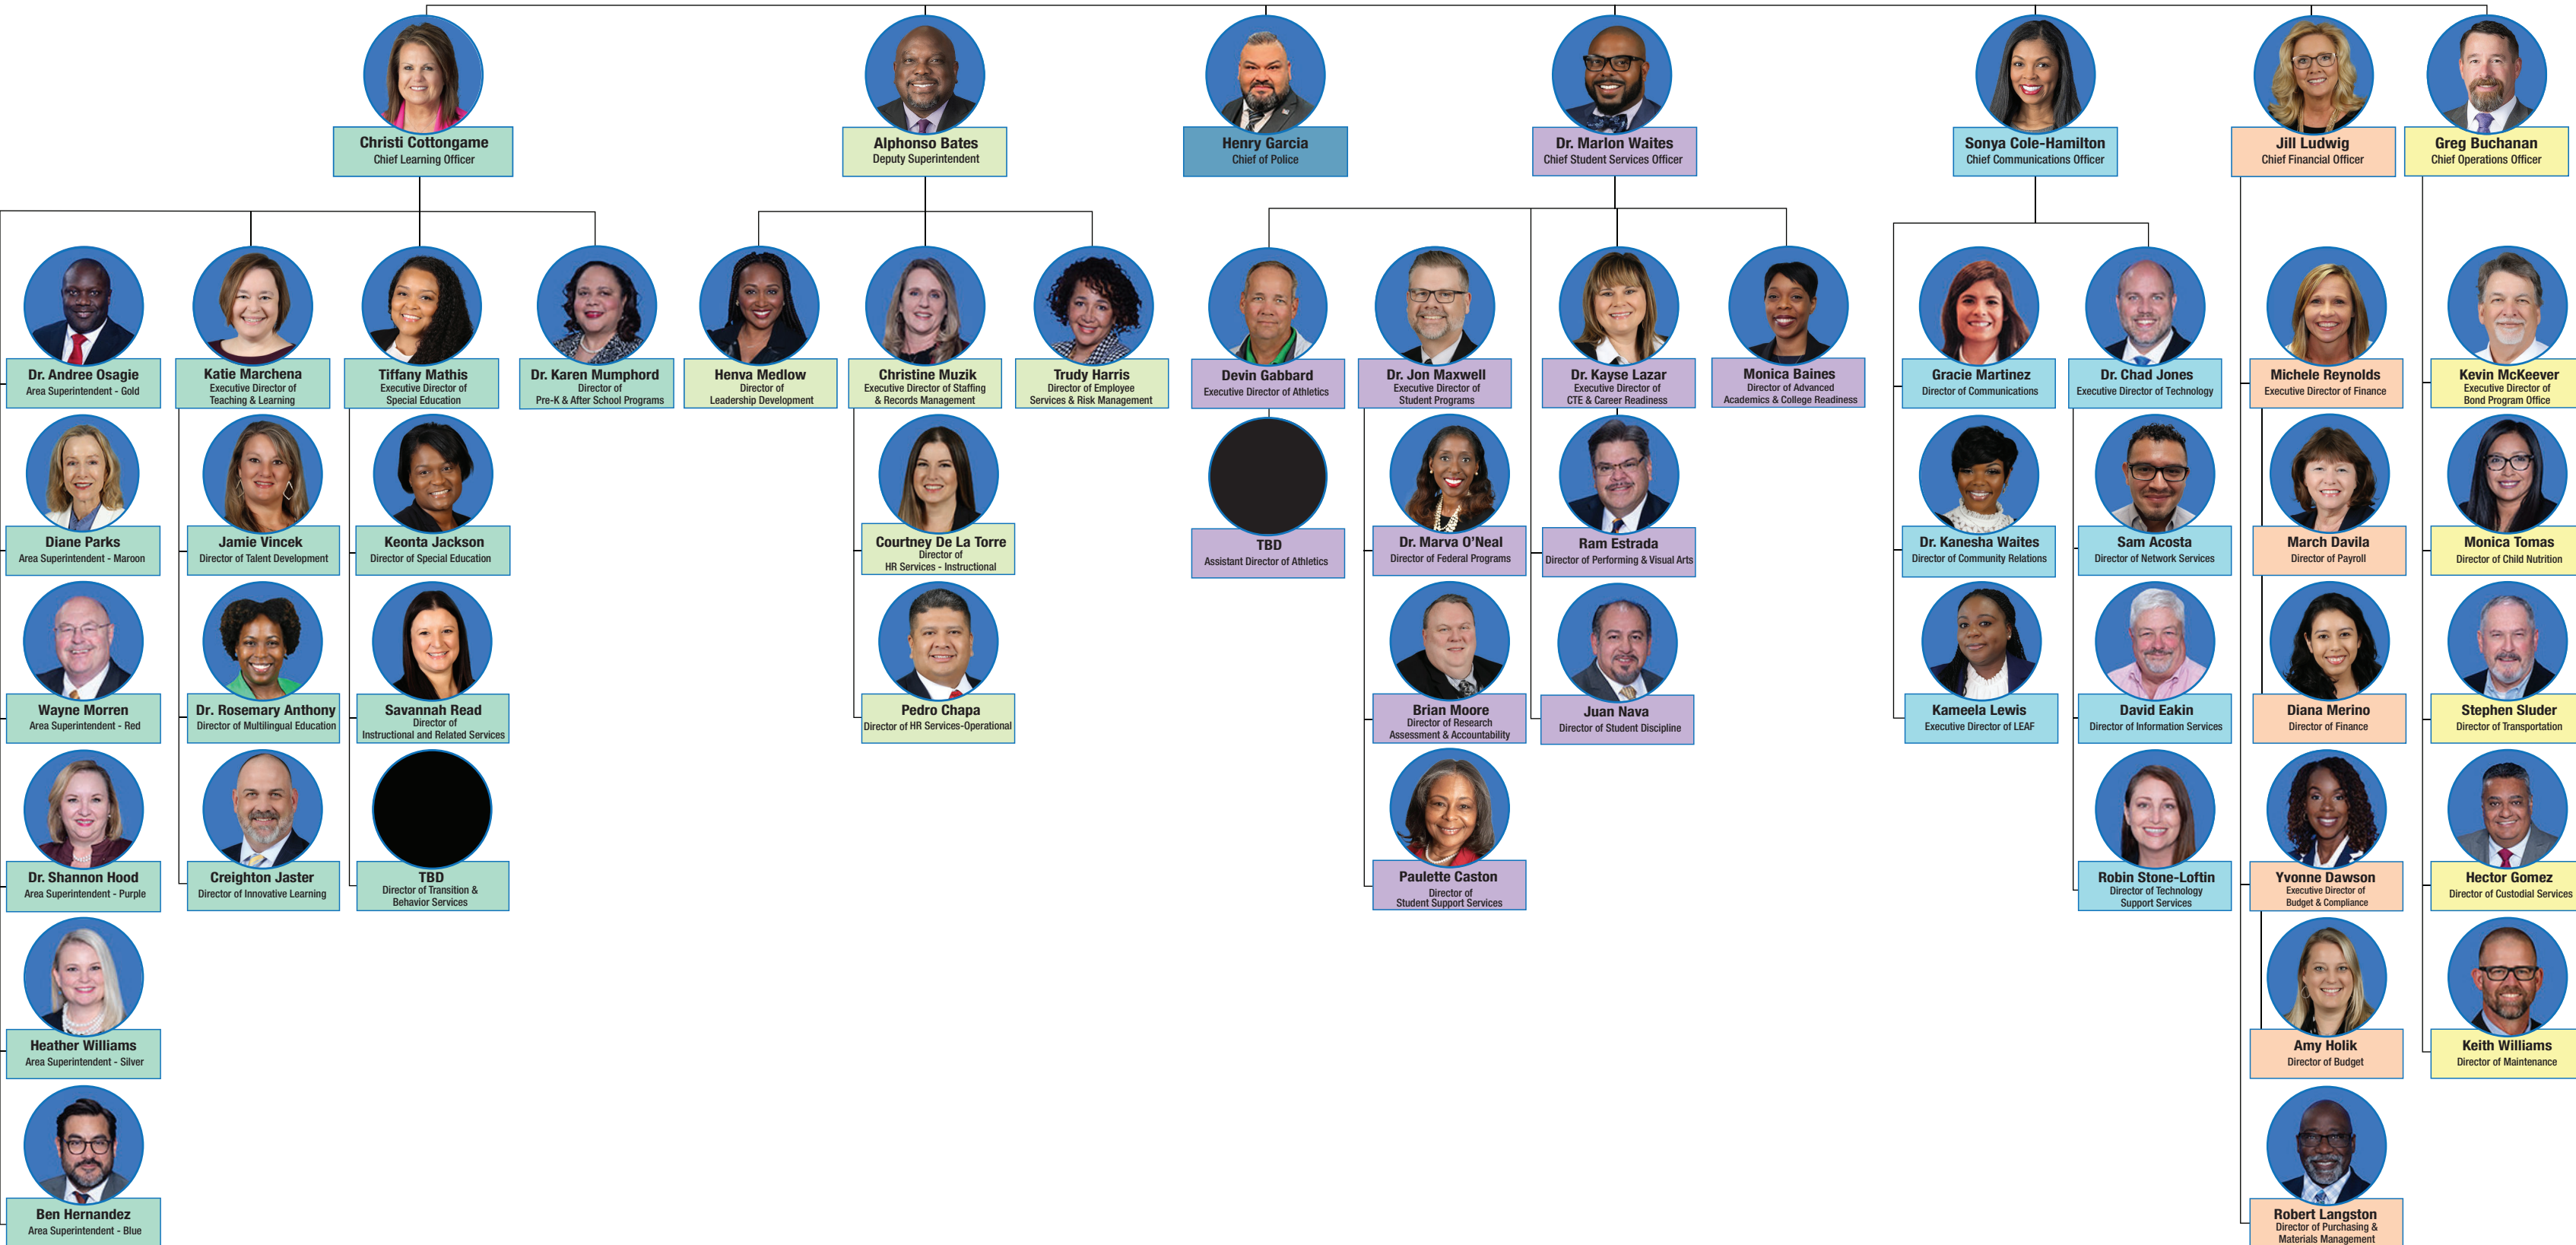 Christi Cottongame
Chief Learning Officer
Alphonso Bates
Deputy Superintendent
Henry Garcia
Chief of Police
Dr. Marlon Waites
Chief Student Services Officer
Sonya Cole-Hamilton
Chief Communications Officer
Jill Ludwig
Chief Financial Officer
Greg Buchanan
Chief Operations Officer
Dr. Andree Osagie
Area Superintendent - Gold
Katie Marchena
Executive Director of
Teaching & Learning
Tiffany Mathis
Executive Director of
Special Education
Dr. Karen Mumphord
Director of
Pre-K & After School Programs
Henva Medlow
Director of
Leadership Development
Christine Muzik
Executive Director of Staffing
& Records Management
Trudy Harris
Director of Employee
Services & Risk Management
Devin Gabbard
Executive Director of Athletics
Dr. Jon Maxwell
Executive Director of
Student Programs
Dr. Kayse Lazar
Executive Director of
CTE & Career Readiness
Monica Baines
Director of Advanced
Academics & College Readiness
Gracie Martinez
Director of Communications
Dr. Chad Jones
Executive Director of Technology
Michele Reynolds
Executive Director of Finance
Kevin McKeever
Executive Director of
Bond Program Office
Diane Parks
Area Superintendent - Maroon
Jamie Vincek
Director of Talent Development
Keonta Jackson
Director of Special Education
Courtney De La Torre
Director of
HR Services - Instructional
TBD
Assistant Director of Athletics
Dr. Marva O'Neal
Director of Federal Programs
Ram Estrada
Director of Performing & Visual Arts
Dr. Kanesha Waites
Director of Community Relations
Sam Acosta
Director of Network Services
March Davila
Director of Payroll
Monica Tomas
Director of Child Nutrition
Wayne Morren
Area Superintendent - Red
Dr. Rosemary Anthony
Director of Multilingual Education
Savannah Read
Director of
Instructional and Related Services
Pedro Chapa
Director of HR Services-Operational
Brian Moore
Director of Research
Assessment & Accountability
Juan Nava
Director of Student Discipline
Kameela Lewis
Executive Director of LEAF
David Eakin
Director of Information Services
Diana Merino
Director of Finance
Stephen Sluder
Director of Transportation
Dr. Shannon Hood
Area Superintendent - Purple
Creighton Jaster
Director of Innovative Learning
TBD
Director of Transition &
Behavior Services
Paulette Caston
Director of
Student Support Services
Robin Stone-Loftin
Director of Technology
Support Services
Yvonne Dawson
Executive Director of
Budget & Compliance
Hector Gomez
Director of Custodial Services
Heather Williams
Area Superintendent - Silver
Amy Holik
Director of Budget
Keith Williams
Director of Maintenance
Ben Hernandez
Area Superintendent - Blue
Robert Langston
Director of Purchasing &
Materials Management